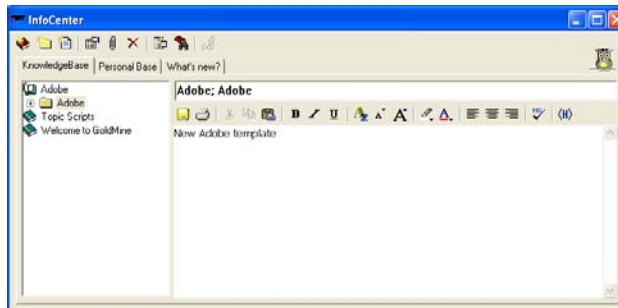 InfoCenter
KnowledgeBase
Personal Base
What's new?
Adobe
Adobe
Topic Scripts
Welcome to GoldMine
Adobe; Adobe
B I U A A A A
New Adobe template